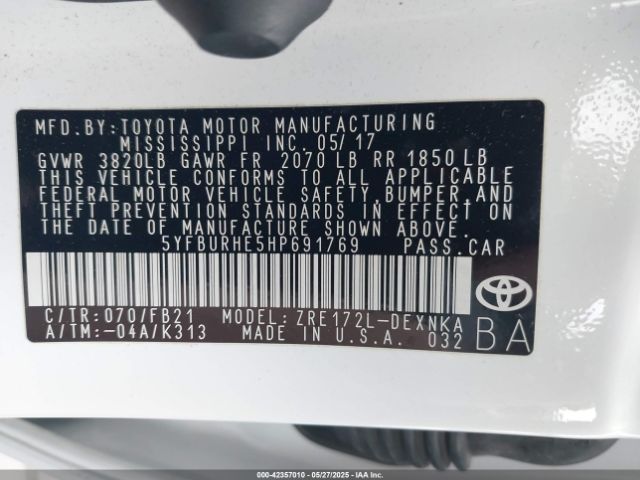 MFD. BY: TOYOTA MOTOR MANUFACTURING
MISSISSIPPI INC. 05/17
GVWR 3820LB GAWR FR 2070 LB RR 1850 LB
THIS VEHICLE CONFORMS TO ALL APPLICABLE
FEDERAL MOTOR VEHICLE SAFETY, BUMPER, AND
THEFT PREVENTION STANDARDS IN EFFECT ON
THE DATE OF MANUFACTURE SHOWN ABOVE.
5YFBURHE5HP691769 PASS. CAR
C/TR: 070/FB21 MODEL: ZRE172L-DEXNKA
A/TM: -04A/K313 MADE IN U.S.A. 032 BA
TOYOTA
000-42357010 | 05/27/2025 | IAA Inc.